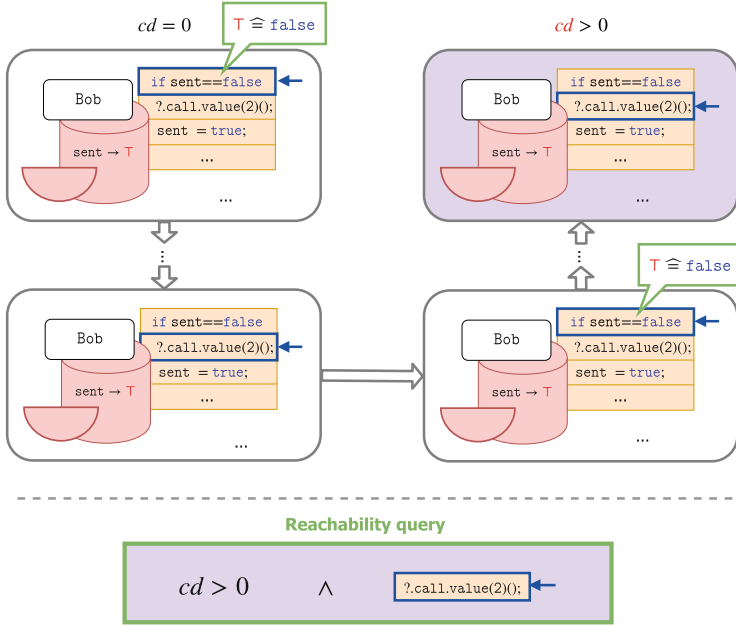 cd = 0
⊤ ≙ false
cd > 0
Bob
if sent==false
?.call.value(2)();
sent = true;
...
sent → ⊤
...
Bob
if sent==false
?.call.value(2)();
sent = true;
...
sent → ⊤
...
...
...
⊤ ≙ false
Bob
if sent==false
?.call.value(2)();
sent = true;
...
sent → ⊤
...
Bob
if sent==false
?.call.value(2)();
sent = true;
...
sent → ⊤
...
Reachability query
cd > 0 ∧ ?.call.value(2)();